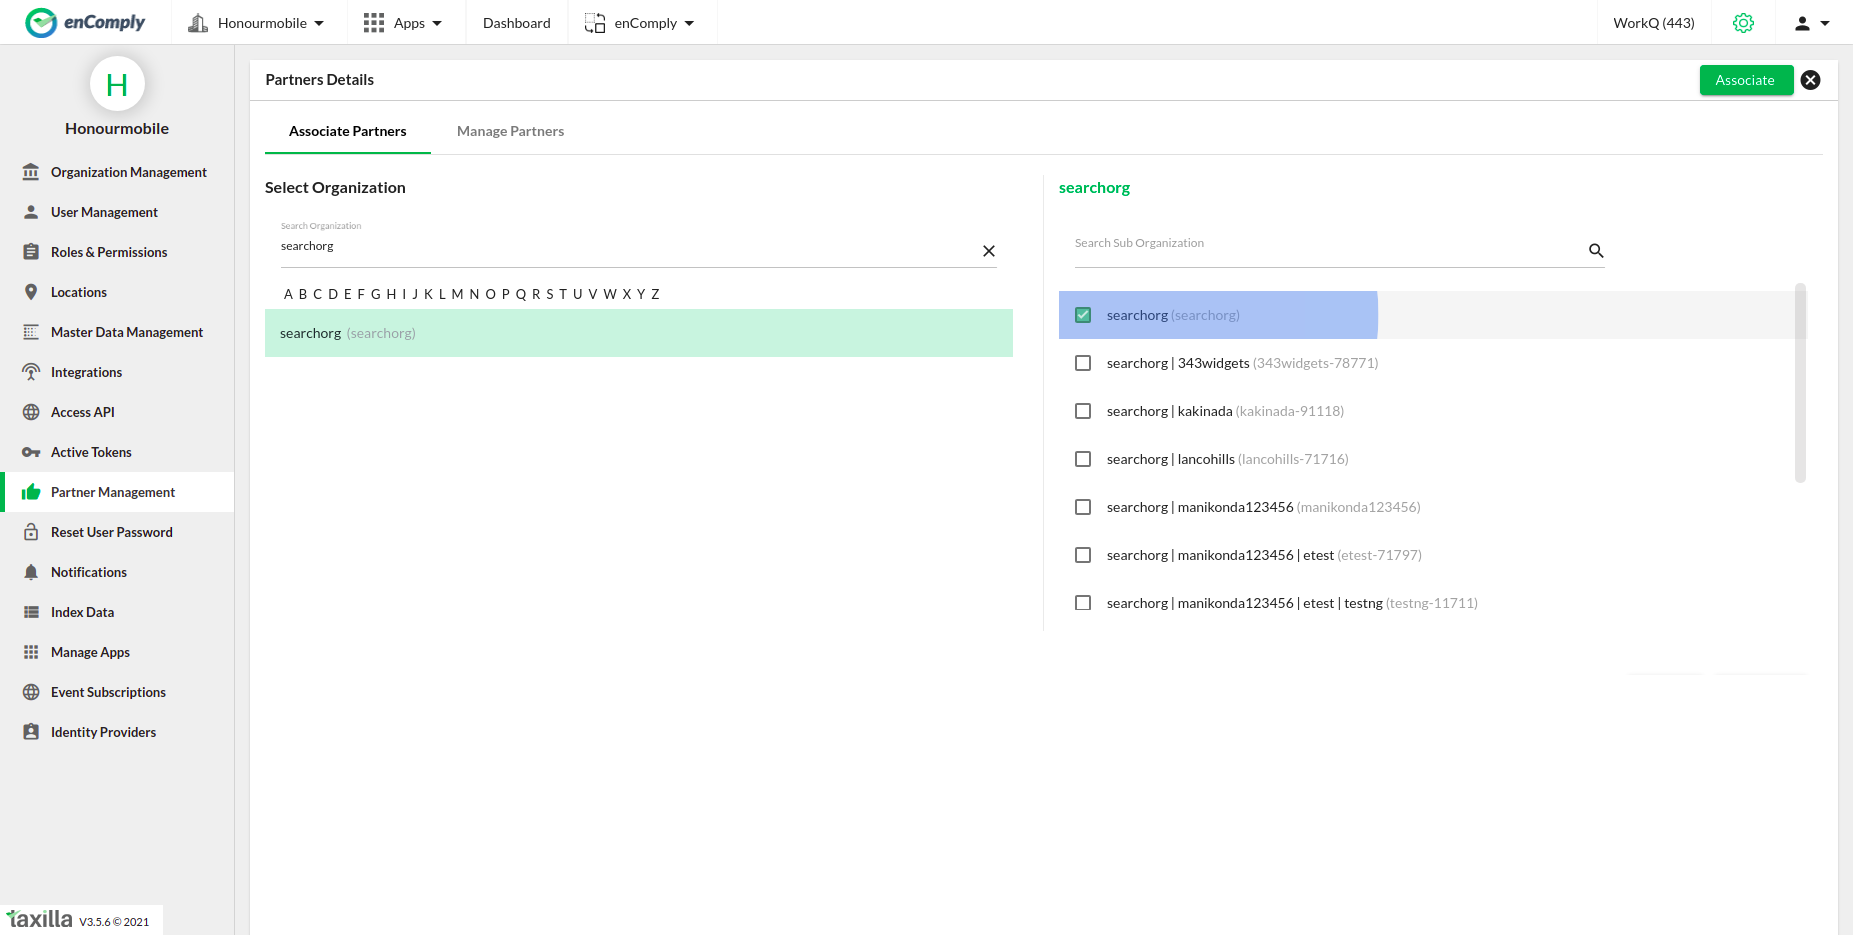 enComply
Honourmobile
Apps
Dashboard
enComply
WorkQ (443)
H
Honourmobile
Organization Management
User Management
Roles & Permissions
Locations
Master Data Management
Integrations
Access API
Active Tokens
Partner Management
Reset User Password
Notifications
Index Data
Manage Apps
Event Subscriptions
Identity Providers
taxilla V3.5.6 © 2021
Partners Details
Associate
Associate Partners
Manage Partners
Select Organization
Search Organization
searchorg
A B C D E F G H I J K L M N O P Q R S T U V W X Y Z
searchorg (searchorg)
searchorg
Search Sub Organization
searchorg (searchorg)
searchorg | 343widgets (343widgets-78771)
searchorg | kakinada (kakinada-91118)
searchorg | lancohills (lancohills-71716)
searchorg | manikonda123456 (manikonda123456)
searchorg | manikonda123456 | etest (etest-71797)
searchorg | manikonda123456 | etest | testng (testng-11711)